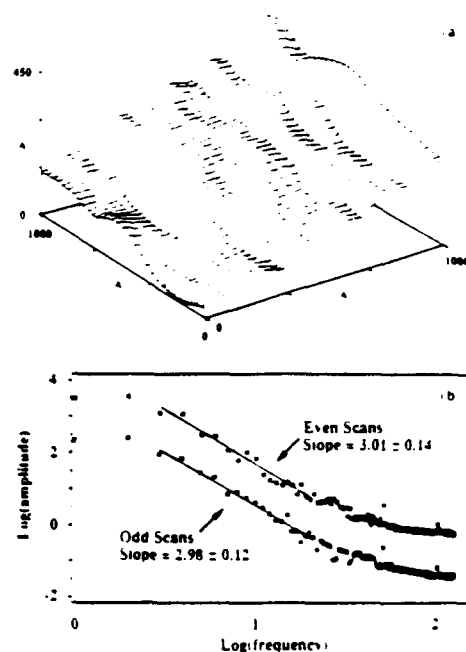 a
450
A
0
1000
1000
A
A
0
0
4
b
Even Scans
Slope = 3.01 ± 0.14
2
Log(amplitude)
0
Odd Scans
Slope = 2.98 ± 0.12
-2
0
1
2
Log(frequency)